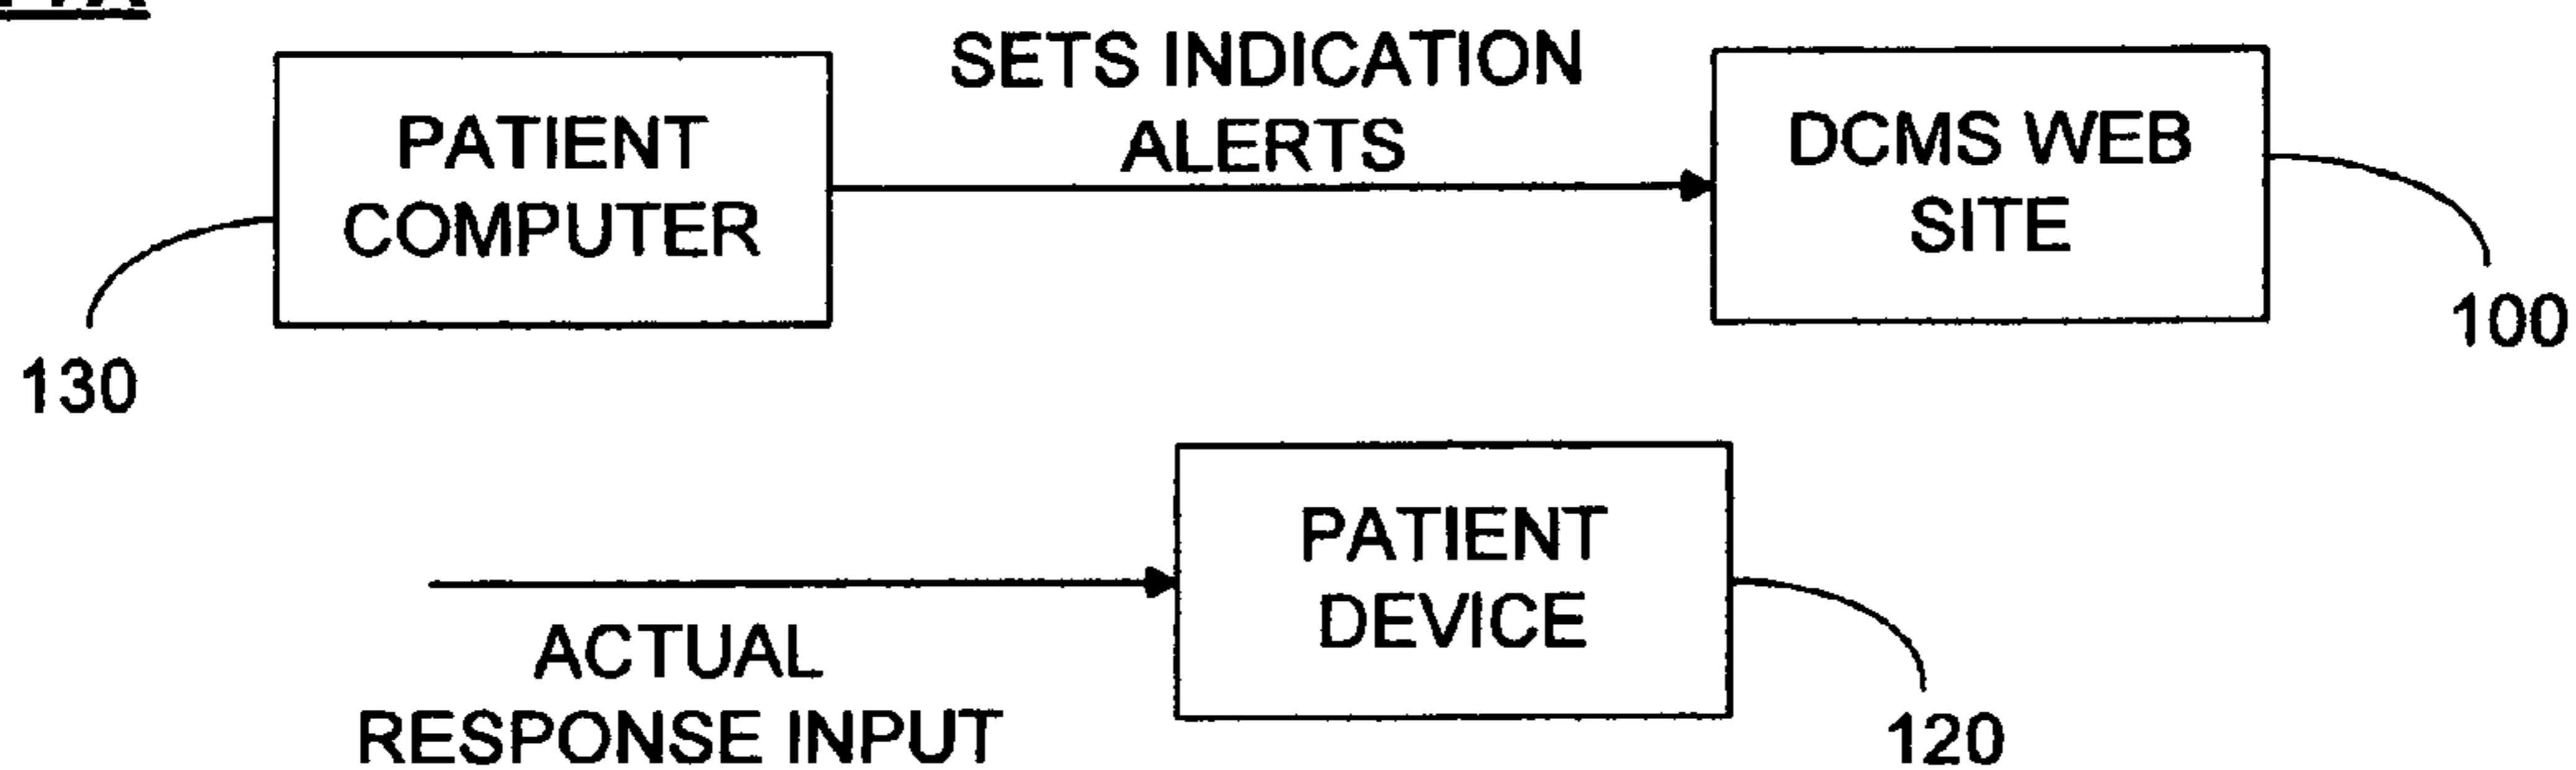 SETS INDICATION
ALERTS
PATIENT
COMPUTER
DCMS WEB
SITE
130
100
PATIENT
DEVICE
ACTUAL
RESPONSE INPUT
120